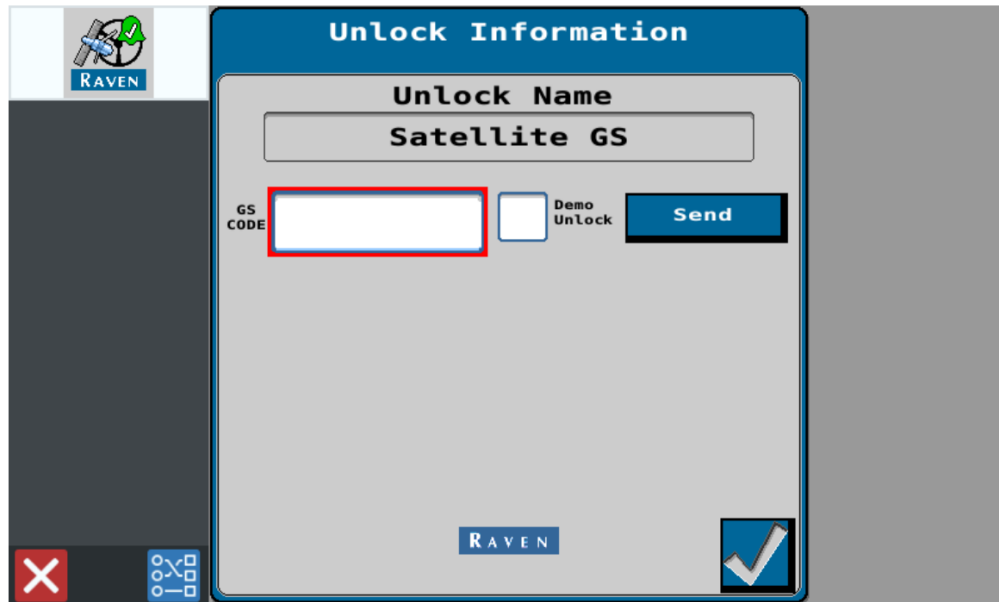 RAVEN
Unlock Information
Unlock Name
Satellite GS
GS
CODE
Demo
Unlock
Send
RAVEN